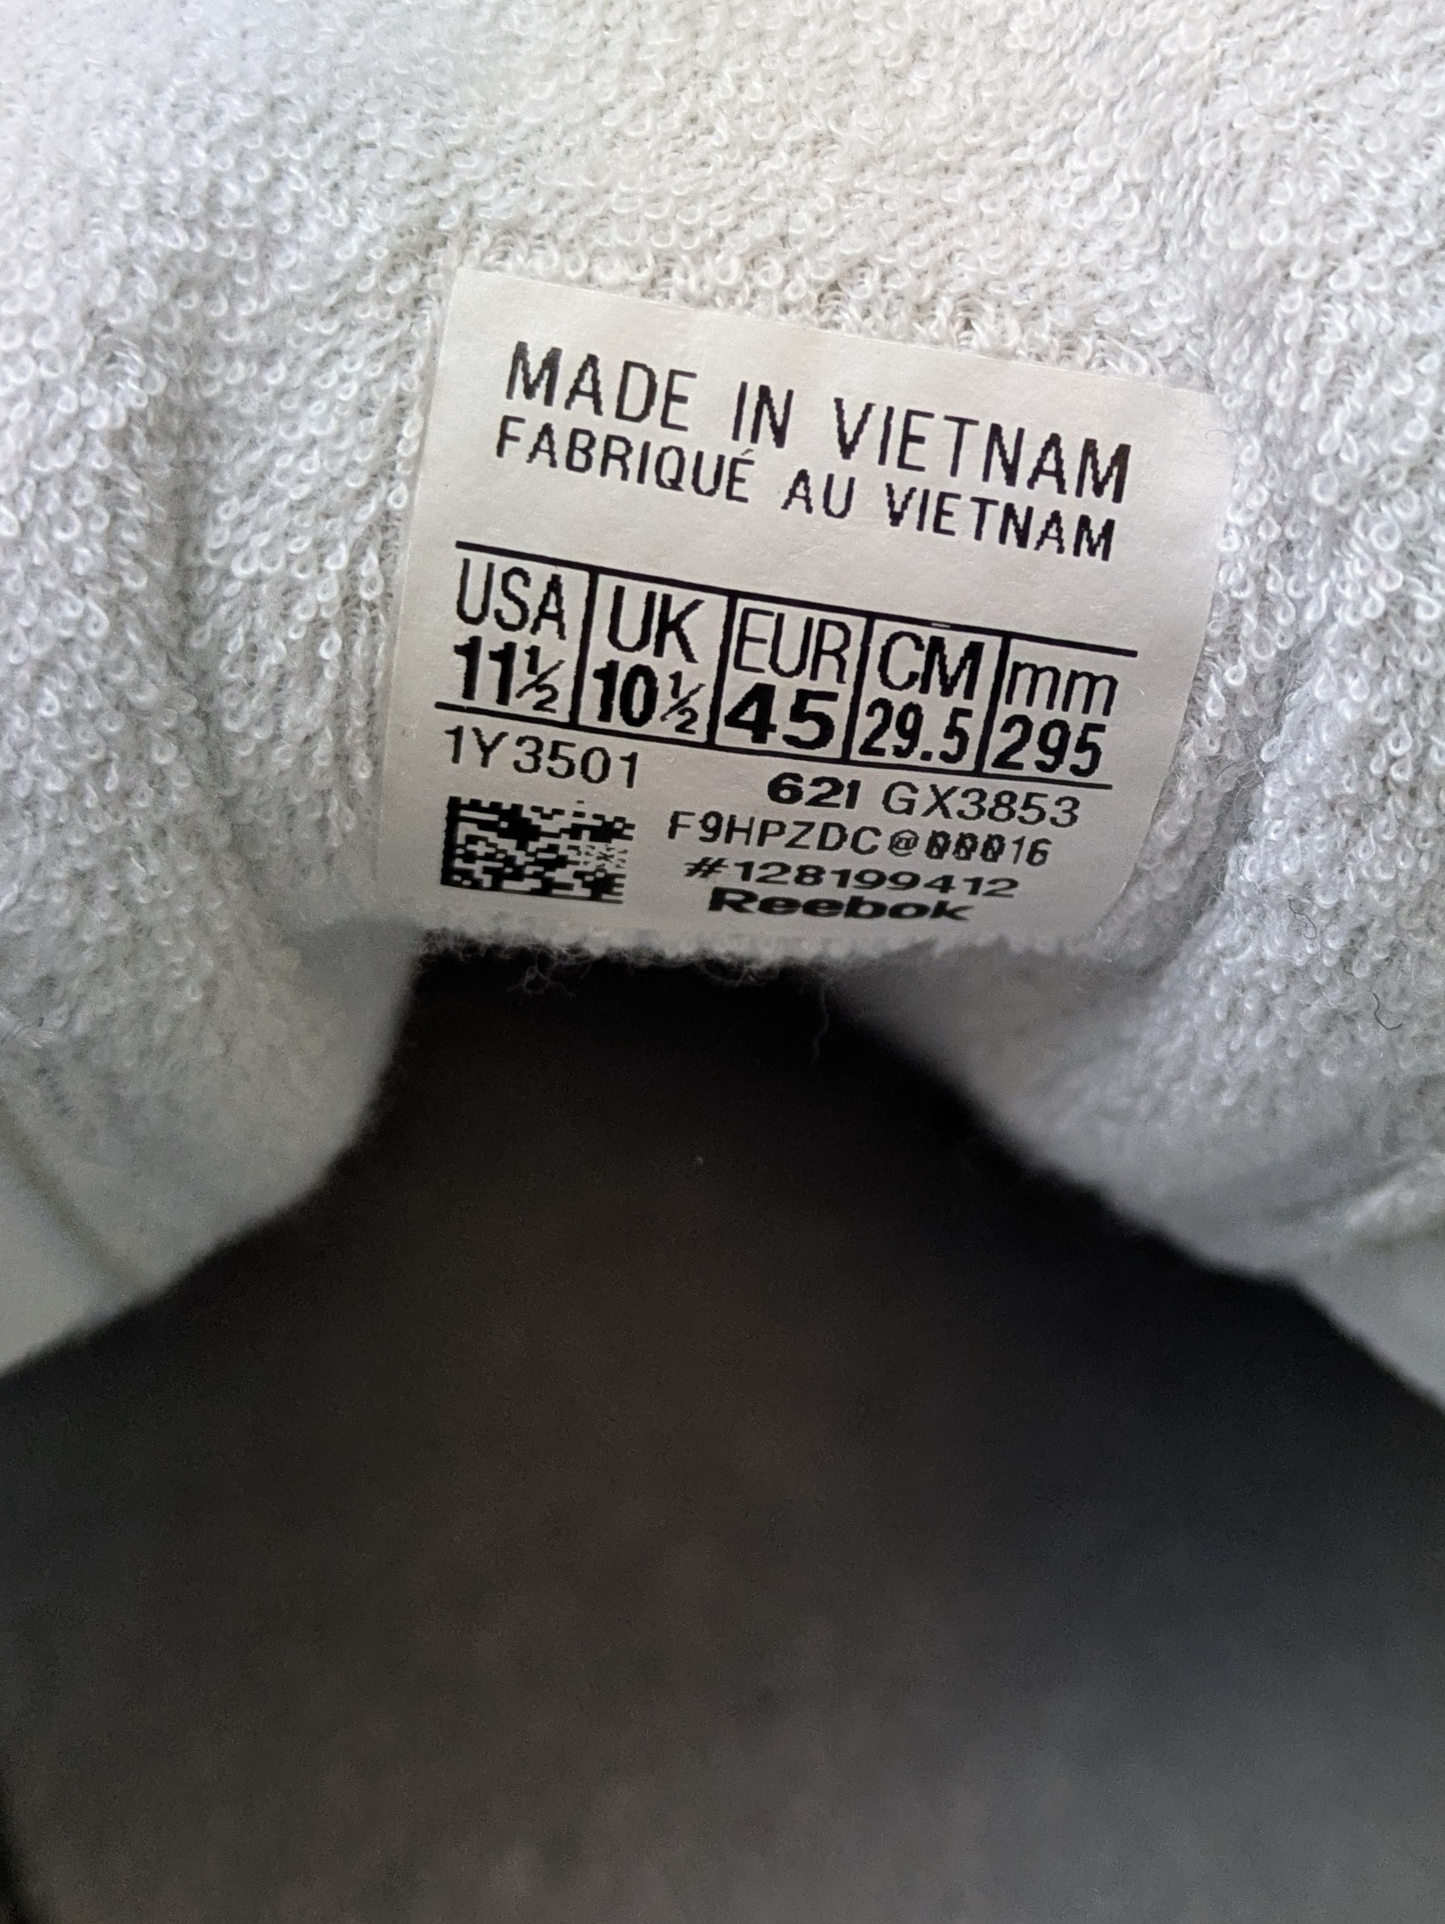 MADE IN VIETNAM
FABRIQUÉ AU VIETNAM
USA UK EUR CM mm
11½ 10½ 45 29.5 295
1Y3501 621 GX3853
F9HPZDC@00016
#128199412
Reebok